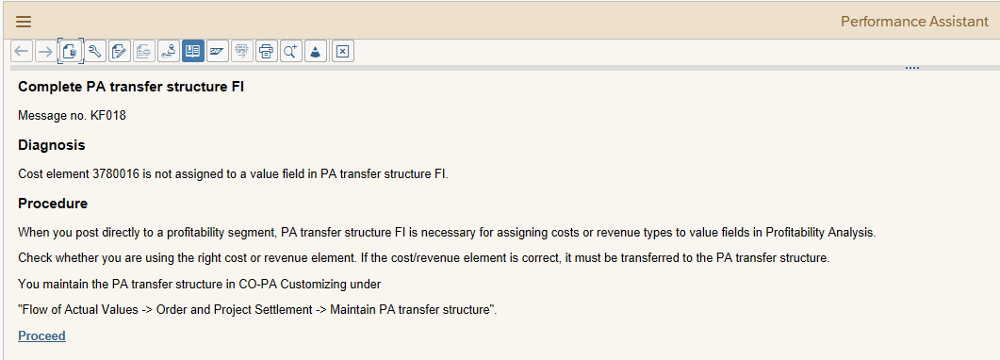 Performance Assistant
Complete PA transfer structure FI
Message no. KF018
Diagnosis
Cost element 3780016 is not assigned to a value field in PA transfer structure FI.
Procedure
When you post directly to a profitability segment, PA transfer structure FI is necessary for assigning costs or revenue types to value fields in Profitability Analysis.
Check whether you are using the right cost or revenue element. If the cost/revenue element is correct, it must be transferred to the PA transfer structure.
You maintain the PA transfer structure in CO-PA Customizing under
"Flow of Actual Values -> Order and Project Settlement -> Maintain PA transfer structure".
Proceed